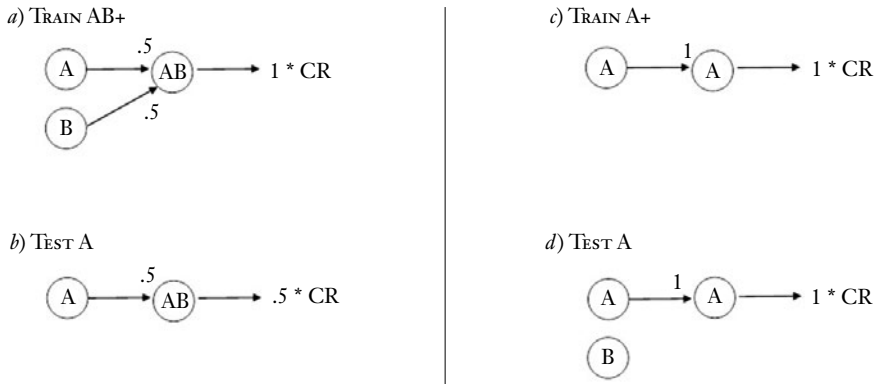 a) TRAIN AB+
.5
A
AB
1 * CR
B
.5
b) TEST A
.5
A
AB
.5 * CR
c) TRAIN A+
1
A
A
1 * CR
d) TEST A
1
A
A
1 * CR
B